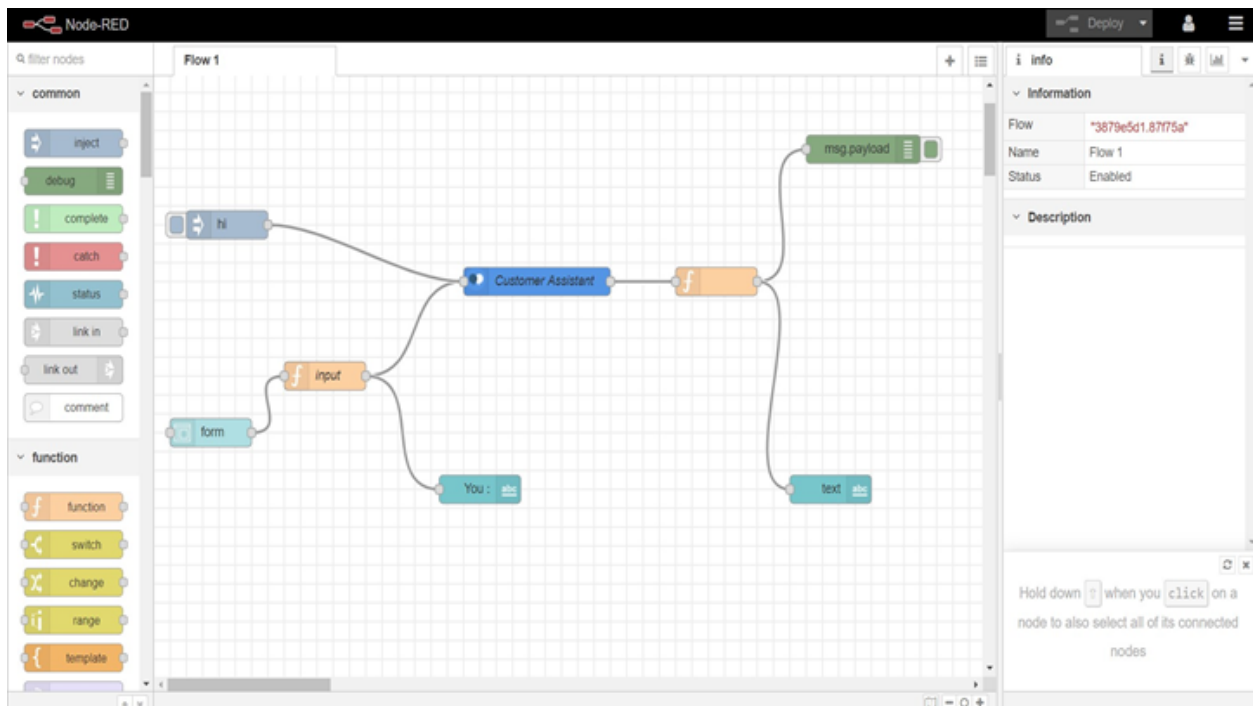 Node-RED
Deploy
filter nodes
Flow 1
i info
i
common
inject
debug
complete
catch
status
link in
link out
comment
function
function
switch
change
range
template
hi
form
input
Customer Assistant
You :
abc
msg.payload
text
abc
Information
Flow "3879e5d1.87f75a"
Name Flow 1
Status Enabled
Description
Hold down ⇧ when you click on a
node to also select all of its connected
nodes